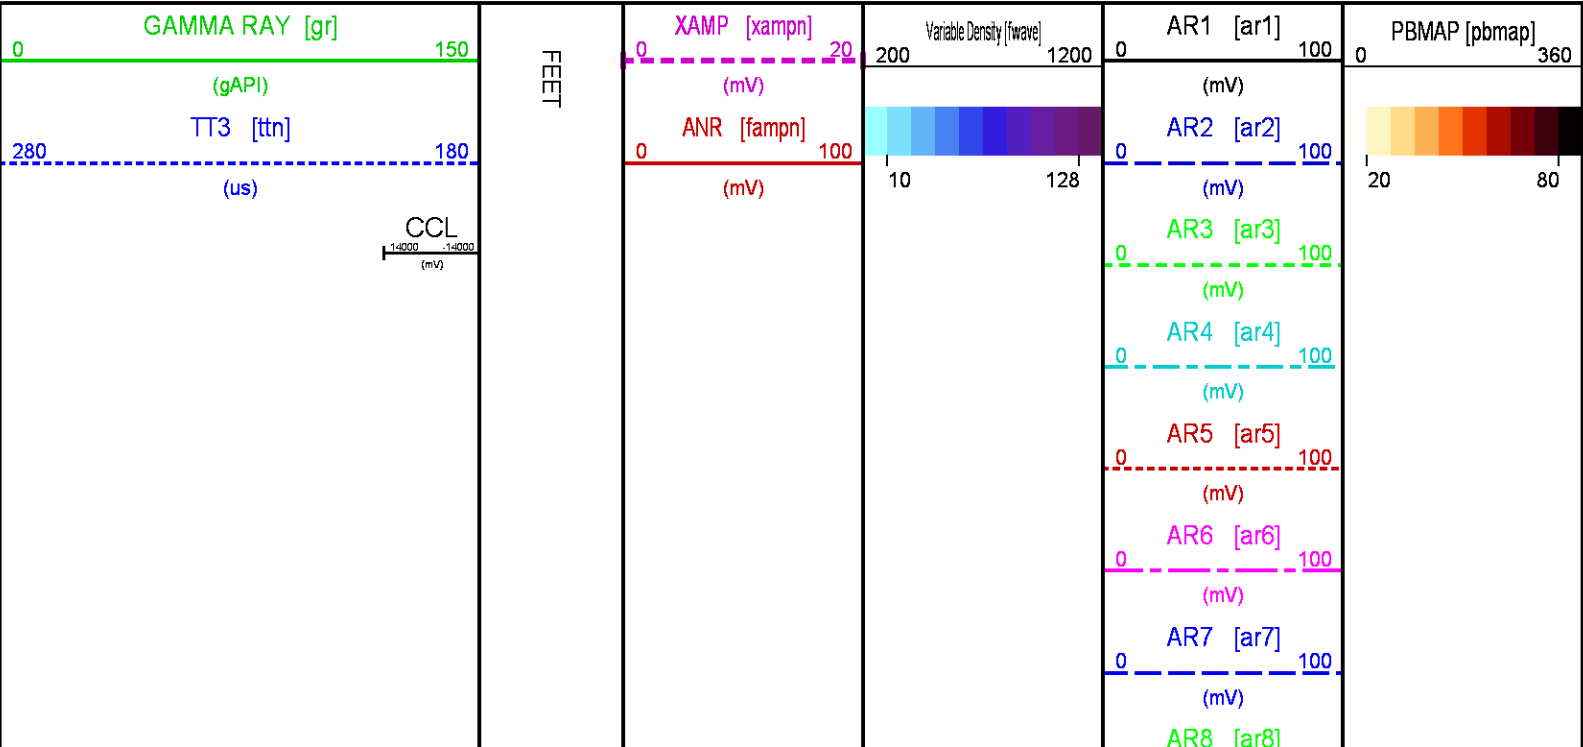 GAMMA RAY [gr]
0 150
(gAPI)
TT3 [ttn]
280 180
(us)
CCL
14000 -14000
(mV)
FEET
XAMP [xampn]
0 20
(mV)
ANR [fampn]
0 100
(mV)
Variable Density [fwave]
200 1200
10 128
AR1 [ar1]
0 100
(mV)
AR2 [ar2]
0 100
(mV)
AR3 [ar3]
0 100
(mV)
AR4 [ar4]
0 100
(mV)
AR5 [ar5]
0 100
(mV)
AR6 [ar6]
0 100
(mV)
AR7 [ar7]
0 100
(mV)
AR8 [ar8]
PBMAP [pbmap]
0 360
20 80